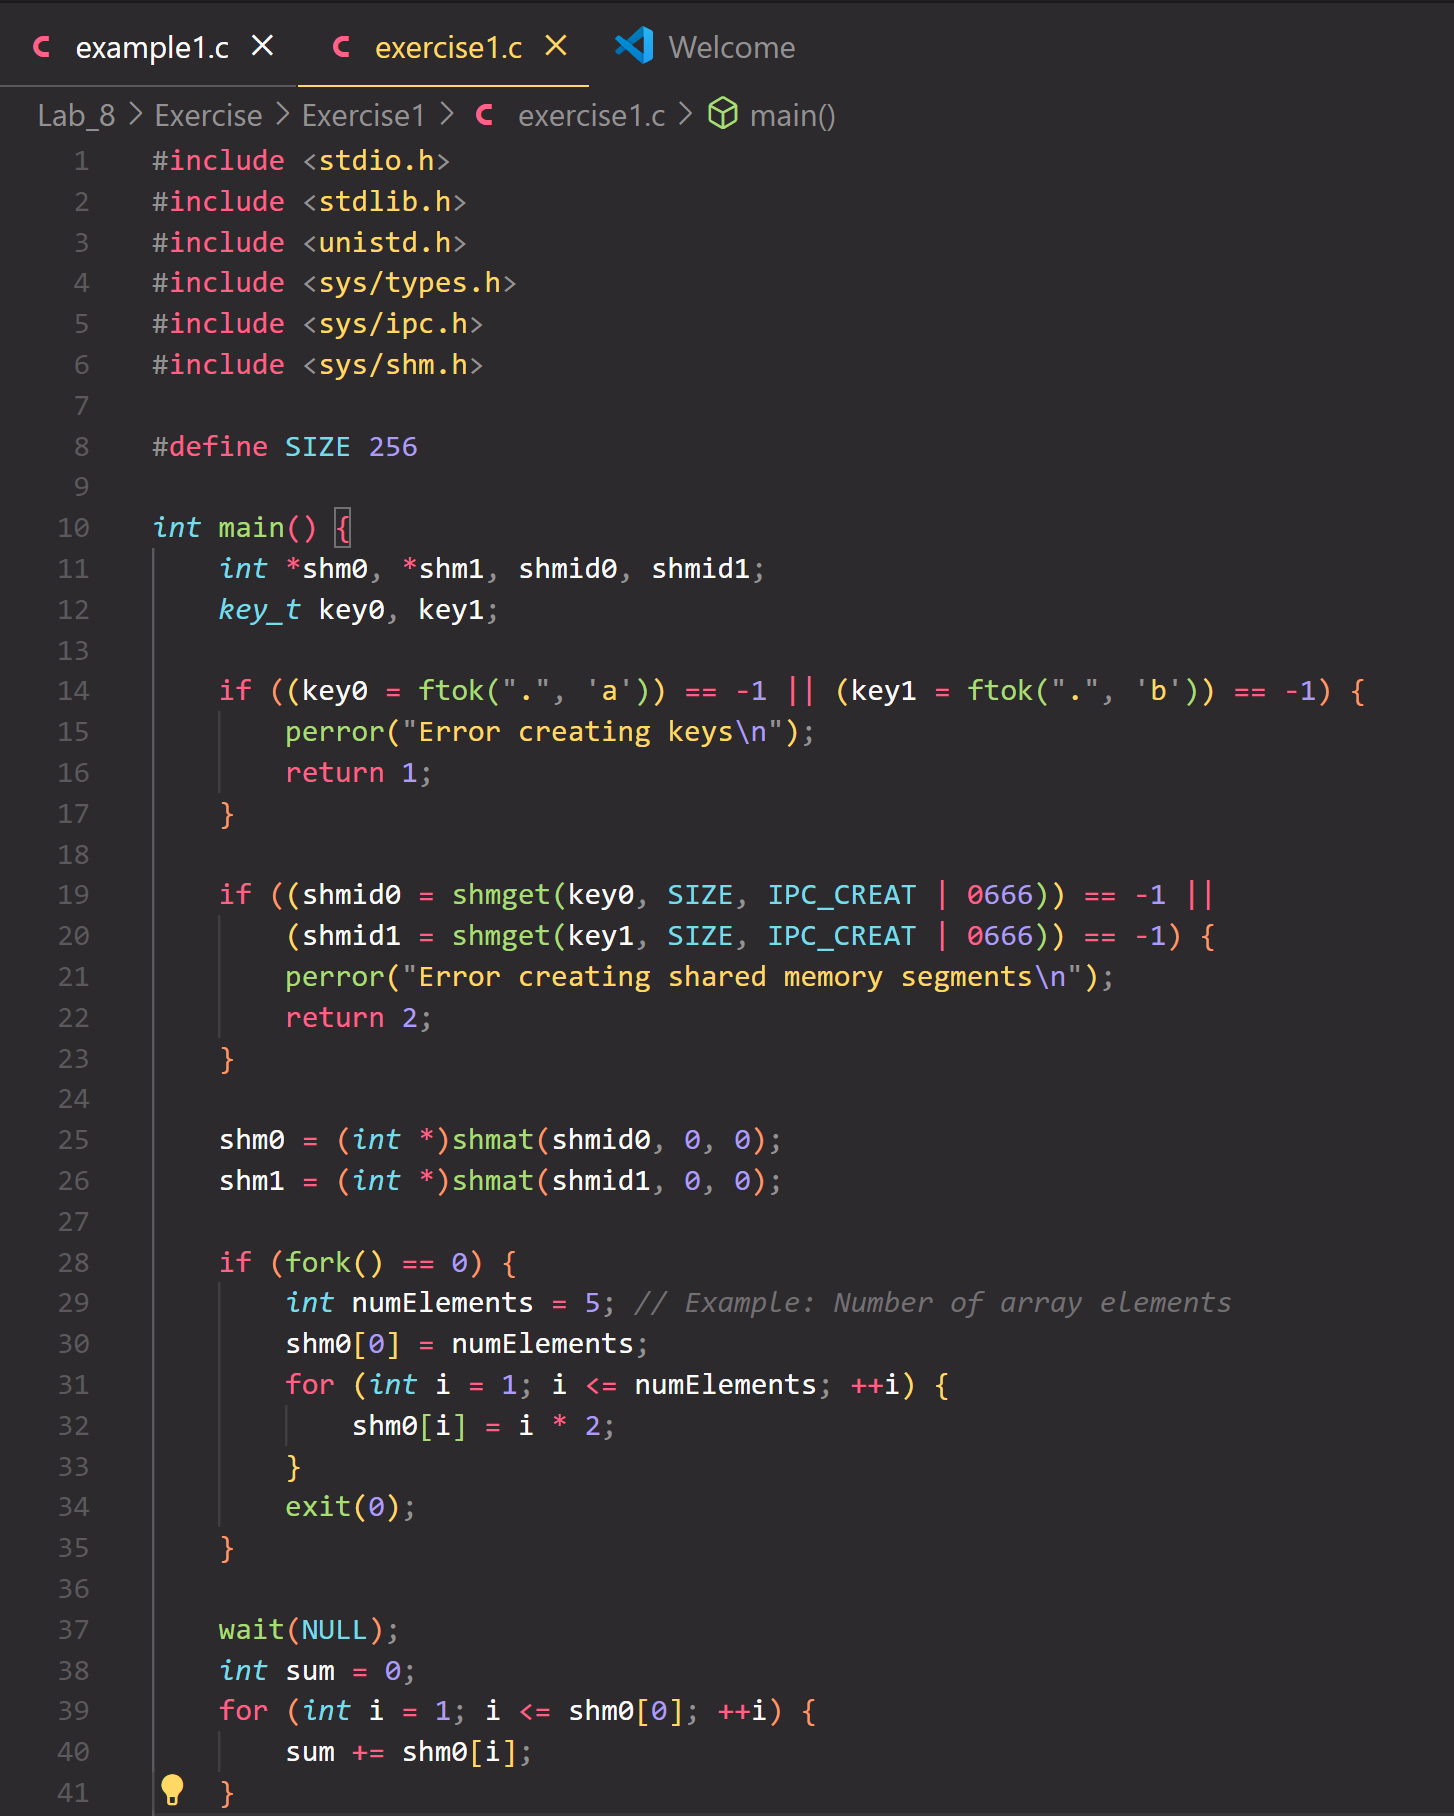 example1.c exercise1.c Welcome
Lab_8 > Exercise > Exercise1 > exercise1.c > main()
1 #include <stdio.h>
2 #include <stdlib.h>
3 #include <unistd.h>
4 #include <sys/types.h>
5 #include <sys/ipc.h>
6 #include <sys/shm.h>
7
8 #define SIZE 256
9
10 int main() {
11     int *shm0, *shm1, shmid0, shmid1;
12     key_t key0, key1;
13
14     if ((key0 = ftok(".", 'a')) == -1 || (key1 = ftok(".", 'b')) == -1) {
15         perror("Error creating keys\n");
16         return 1;
17     }
18
19     if ((shmid0 = shmget(key0, SIZE, IPC_CREAT | 0666)) == -1 ||
20         (shmid1 = shmget(key1, SIZE, IPC_CREAT | 0666)) == -1) {
21         perror("Error creating shared memory segments\n");
22         return 2;
23     }
24
25     shm0 = (int *)shmat(shmid0, 0, 0);
26     shm1 = (int *)shmat(shmid1, 0, 0);
27
28     if (fork() == 0) {
29         int numElements = 5; // Example: Number of array elements
30         shm0[0] = numElements;
31         for (int i = 1; i <= numElements; ++i) {
32             shm0[i] = i * 2;
33         }
34         exit(0);
35     }
36
37     wait(NULL);
38     int sum = 0;
39     for (int i = 1; i <= shm0[0]; ++i) {
40         sum += shm0[i];
41     }